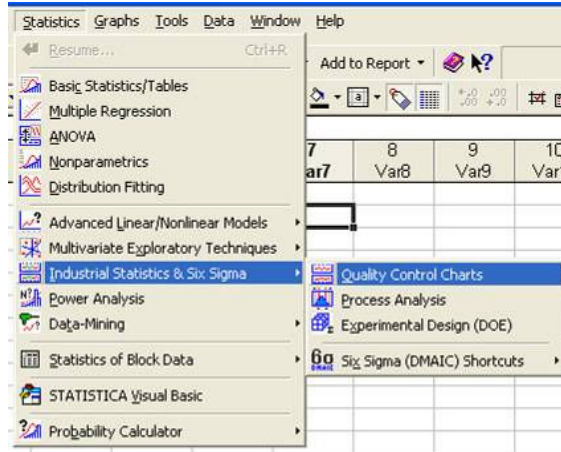 Statistics Graphs Tools Data Window Help
Resume... Ctrl+R
Add to Report
Basic Statistics/Tables
Multiple Regression
ANOVA
7 8 9 10
Nonparametrics
ar7 Var8 Var9 Var
Distribution Fitting
Advanced Linear/Nonlinear Models
Multivariate Exploratory Techniques
Industrial Statistics & Six Sigma
Quality Control Charts
Power Analysis
Process Analysis
Data-Mining
Experimental Design (DOE)
Statistics of Block Data
6σ Six Sigma (DMAIC) Shortcuts
STATISTICA Visual Basic
Probability Calculator